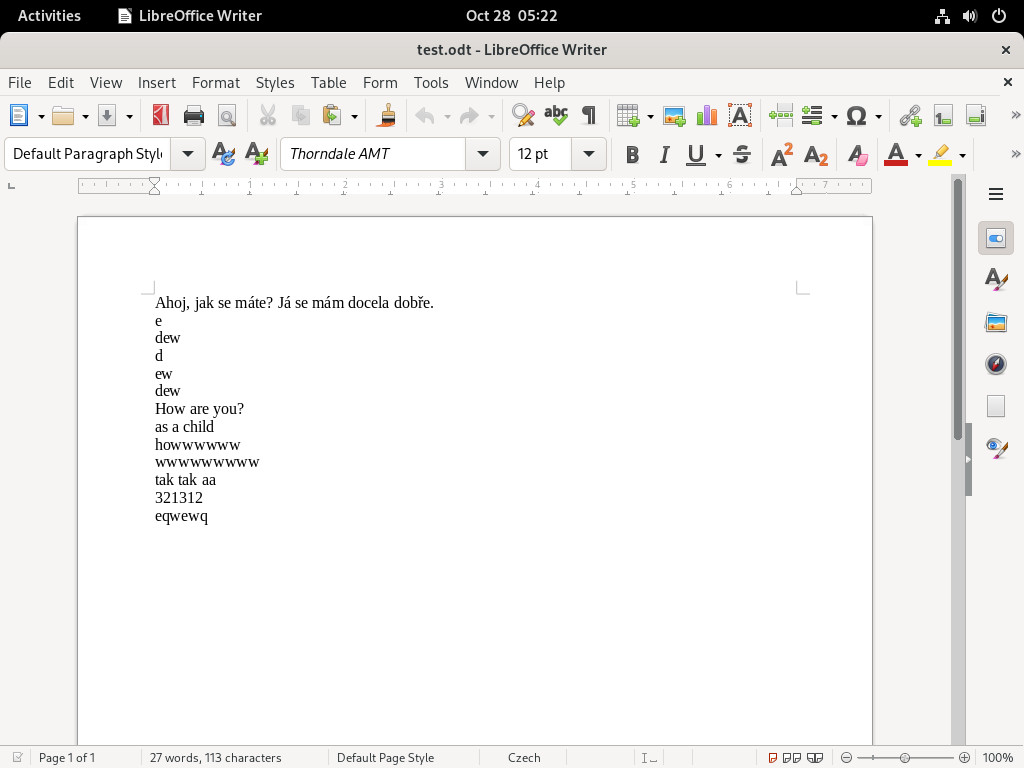 Activities LibreOffice Writer Oct 28 05:22
test.odt - LibreOffice Writer
File Edit View Insert Format Styles Table Form Tools Window Help
Default Paragraph Style Thorndale AMT 12 pt
1 2 3 4 5 6 7
Ahoj, jak se máte? Já se mám docela dobře.
e
dew
d
ew
dew
How are you?
as a child
howwwwww
wwwwwwwww
tak tak aa
321312
eqwewq
Page 1 of 1 27 words, 113 characters Default Page Style Czech 100%